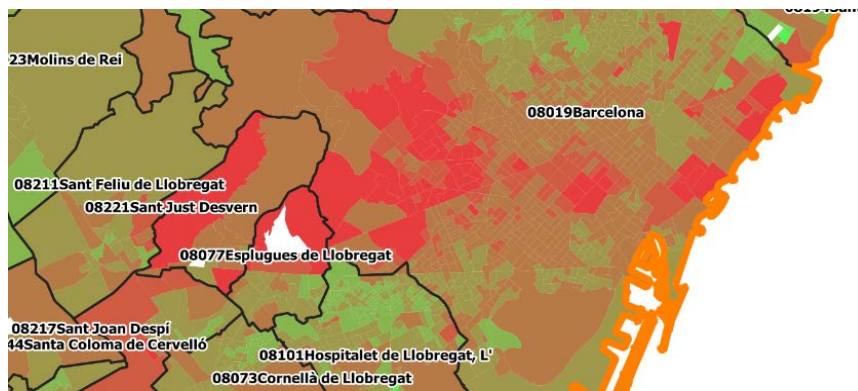 23Molins de Rei
08019Barcelona
08211Sant Feliu de Llobregat
08221Sant Just Desvern
08077Esplugues de Llobregat
08217Sant Joan Despí
44Santa Coloma de Cervelló
08101Hospitalet de Llobregat, L'
08073Cornellà de Llobregat